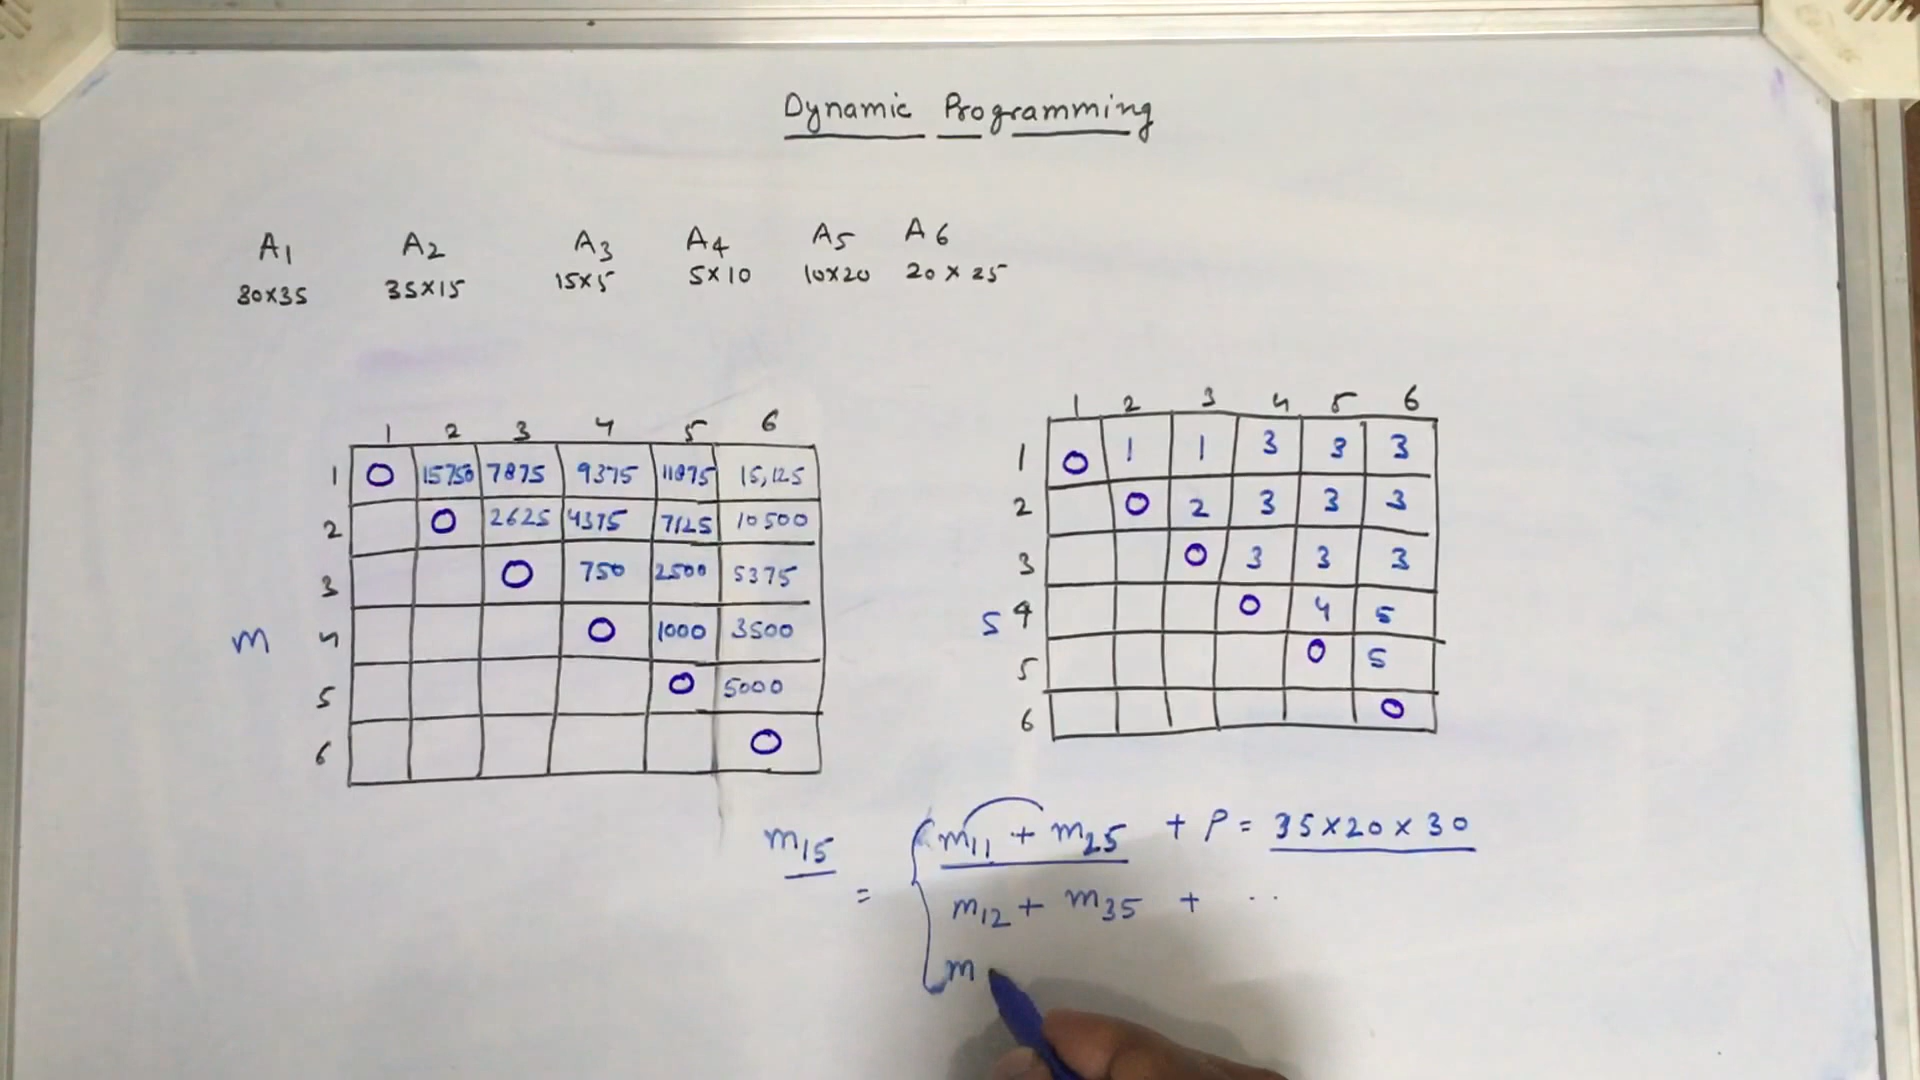 Dynamic Programming
A1 A2 A3 A4 A5 A6
30x35 35x15 15x5 5x10 10x20 20 x 25
1 2 3 4 5 6
1 0 15750 7875 9375 11875 15,125
2 0 2625 4375 7125 10500
3 0 750 2500 5375
m 4 0 1000 3500
5 0 5000
6 0
1 2 3 4 5 6
1 0 1 1 3 3 3
2 0 2 3 3 3
3 0 3 3 3
S 4 0 4 5
5 0 5
6 0
m15 = m11 + m25 + P = 35x20x30
m12 + m35 + ..
m